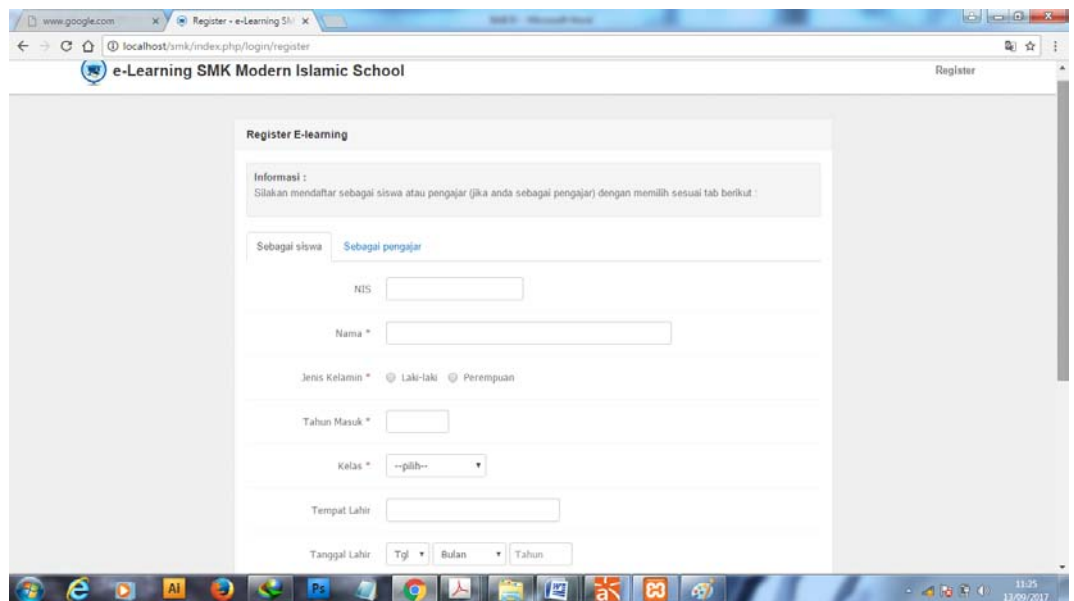 www.google.com
Register - e-Learning SM
localhost/smk/index.php/login/register
e-Learning SMK Modern Islamic School
Register
Register E-learning
Informasi :
Silakan mendaftar sebagai siswa atau pengajar (jika anda sebagai pengajar) dengan memilih sesuai tab berikut :
Sebagai siswa Sebagai pengajar
NIS
Nama *
Jenis Kelamin * Laki-laki Perempuan
Tahun Masuk *
Kelas * --pilih--
Tempat Lahir
Tanggal Lahir Tgl Bulan Tahun
Ai Ps
11:25
13/09/2017